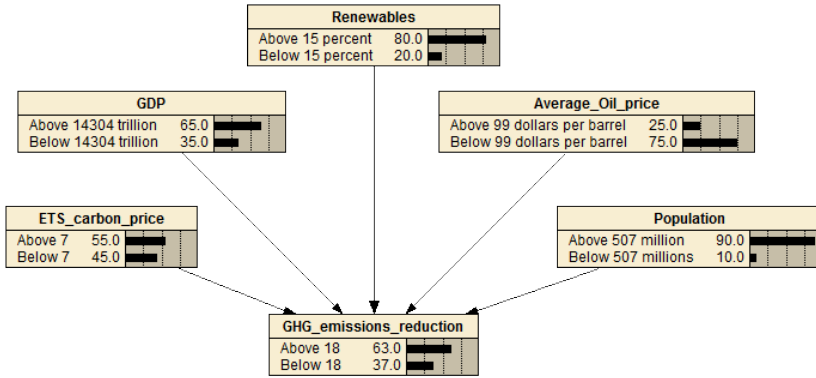 Renewables
Above 15 percent 80.0
Below 15 percent 20.0
GDP
Above 14304 trillion 65.0
Below 14304 trillion 35.0
Average_Oil_price
Above 99 dollars per barrel 25.0
Below 99 dollars per barrel 75.0
ETS_carbon_price
Above 7 55.0
Below 7 45.0
Population
Above 507 million 90.0
Below 507 millions 10.0
GHG_emissions_reduction
Above 18 63.0
Below 18 37.0